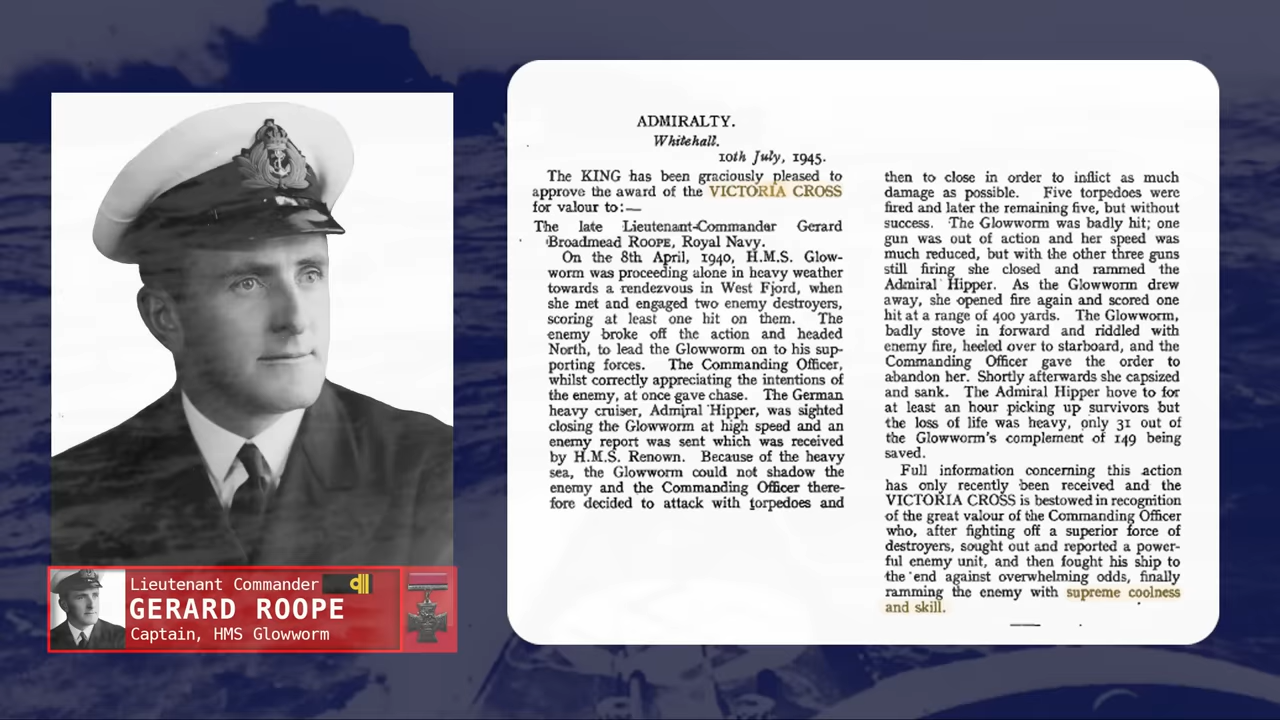 ADMIRALTY.
Whitehall.
10th July, 1945.
The KING has been graciously pleased to
approve the award of the VICTORIA CROSS
for valour to:—
The late Lieutenant-Commander Gerard
Broadmead ROOPE, Royal Navy.
On the 8th April, 1940, H.M.S. Glow-
worm was proceeding alone in heavy weather
towards a rendezvous in West Fjord, when
she met and engaged two enemy destroyers,
scoring at least one hit on them. The
enemy broke off the action and headed
North, to lead the Glowworm on to his sup-
porting forces. The Commanding Officer,
whilst correctly appreciating the intentions of
the enemy, at once gave chase. The German
heavy cruiser, Admiral Hipper, was sighted
closing the Glowworm at high speed and an
enemy report was sent which was received
by H.M.S. Renown. Because of the heavy
sea, the Glowworm could not shadow the
enemy and the Commanding Officer there-
fore decided to attack with torpedoes and
then to close in order to inflict as much
damage as possible. Five torpedoes were
fired and later the remaining five, but without
success. The Glowworm was badly hit; one
gun was out of action and her speed was
much reduced, but with the other three guns
still firing she closed and rammed the
Admiral Hipper. As the Glowworm drew
away, she opened fire again and scored one
hit at a range of 400 yards. The Glowworm,
badly stove in forward and riddled with
enemy fire, heeled over to starboard, and the
Commanding Officer gave the order to
abandon her. Shortly afterwards she capsized
and sank. The Admiral Hipper hove to for
at least an hour picking up survivors but
the loss of life was heavy, only 31 out of
the Glowworm's complement of 149 being
saved.
Full information concerning this action
has only recently been received and the
VICTORIA CROSS is bestowed in recognition
of the great valour of the Commanding Officer
who, after fighting off a superior force of
destroyers, sought out and reported a power-
ful enemy unit, and then fought his ship to
the end against overwhelming odds, finally
ramming the enemy with supreme coolness
and skill.
Lieutenant Commander
GERARD ROOPE
Captain, HMS Glowworm